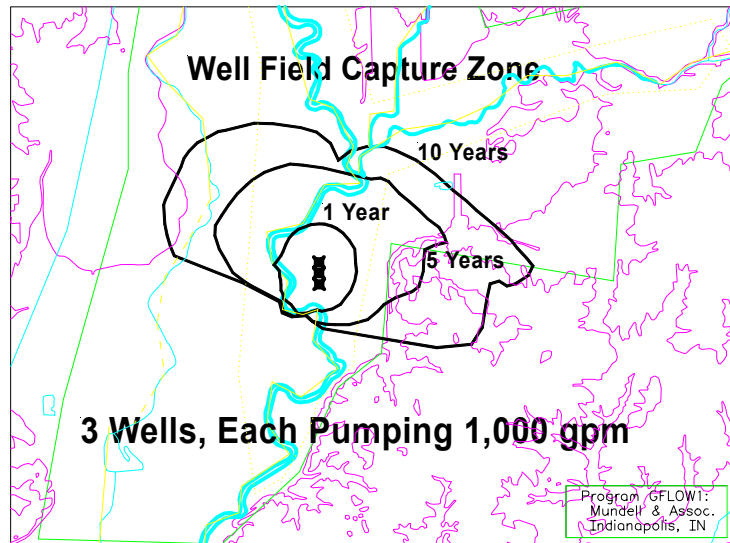 Well Field Capture Zone
10 Years
1 Year
5 Years
3 Wells, Each Pumping 1,000 gpm
Program GFLOW1:
Mundell & Assoc.
Indianapolis, IN